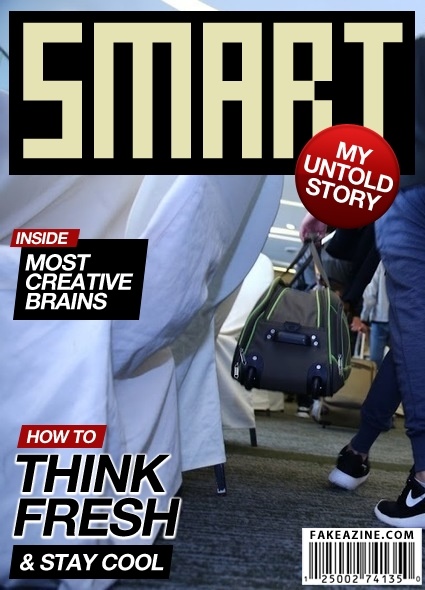 SMART
MY
UNTOLD
STORY
INSIDE
MOST
CREATIVE
BRAINS
HOW TO
THINK
FRESH
& STAY COOL
FAKEAZINE.COM
1 25002 74135 0